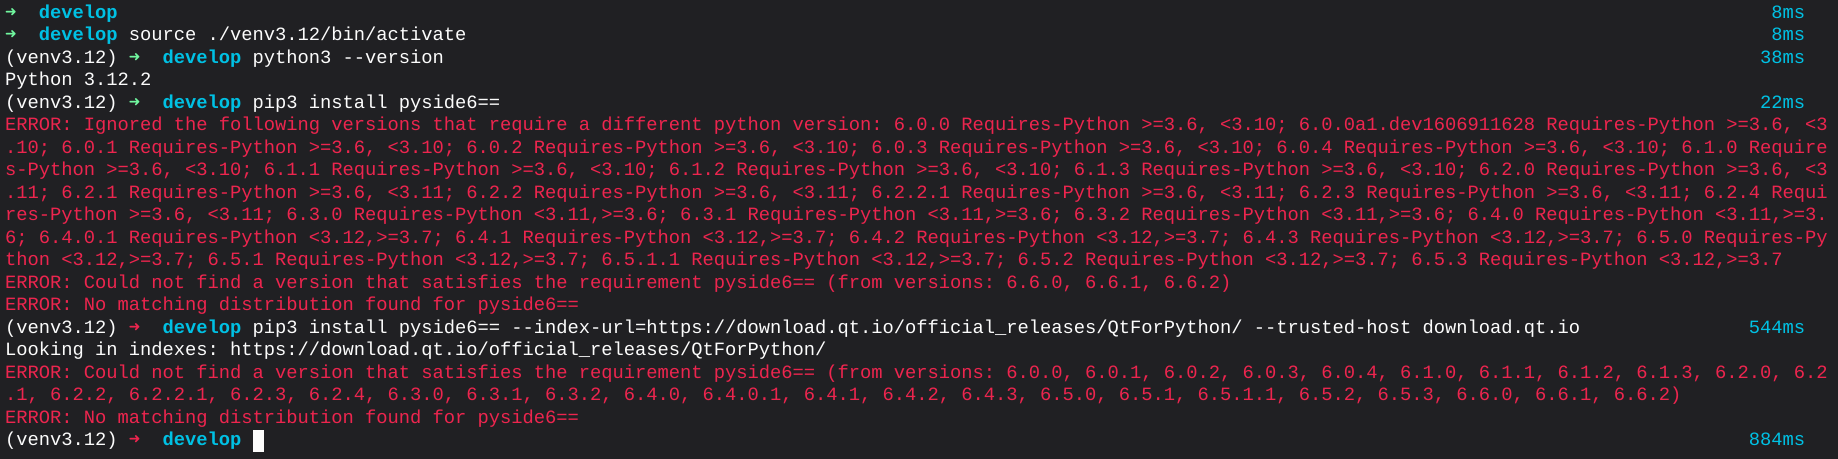 ➜  develop 8ms
➜  develop source ./venv3.12/bin/activate 8ms
(venv3.12) ➜  develop python3 --version 38ms
Python 3.12.2
(venv3.12) ➜  develop pip3 install pyside6== 22ms
ERROR: Ignored the following versions that require a different python version: 6.0.0 Requires-Python >=3.6, <3.10; 6.0.0a1.dev1606911628 Requires-Python >=3.6, <3
.10; 6.0.1 Requires-Python >=3.6, <3.10; 6.0.2 Requires-Python >=3.6, <3.10; 6.0.3 Requires-Python >=3.6, <3.10; 6.0.4 Requires-Python >=3.6, <3.10; 6.1.0 Require
s-Python >=3.6, <3.10; 6.1.1 Requires-Python >=3.6, <3.10; 6.1.2 Requires-Python >=3.6, <3.10; 6.1.3 Requires-Python >=3.6, <3.10; 6.2.0 Requires-Python >=3.6, <3
.11; 6.2.1 Requires-Python >=3.6, <3.11; 6.2.2 Requires-Python >=3.6, <3.11; 6.2.2.1 Requires-Python >=3.6, <3.11; 6.2.3 Requires-Python >=3.6, <3.11; 6.2.4 Requi
res-Python >=3.6, <3.11; 6.3.0 Requires-Python <3.11,>=3.6; 6.3.1 Requires-Python <3.11,>=3.6; 6.3.2 Requires-Python <3.11,>=3.6; 6.4.0 Requires-Python <3.11,>=3.
6; 6.4.0.1 Requires-Python <3.12,>=3.7; 6.4.1 Requires-Python <3.12,>=3.7; 6.4.2 Requires-Python <3.12,>=3.7; 6.4.3 Requires-Python <3.12,>=3.7; 6.5.0 Requires-Py
thon <3.12,>=3.7; 6.5.1 Requires-Python <3.12,>=3.7; 6.5.1.1 Requires-Python <3.12,>=3.7; 6.5.2 Requires-Python <3.12,>=3.7; 6.5.3 Requires-Python <3.12,>=3.7
ERROR: Could not find a version that satisfies the requirement pyside6== (from versions: 6.6.0, 6.6.1, 6.6.2)
ERROR: No matching distribution found for pyside6==
(venv3.12) ➜  develop pip3 install pyside6== --index-url=https://download.qt.io/official_releases/QtForPython/ --trusted-host download.qt.io 544ms
Looking in indexes: https://download.qt.io/official_releases/QtForPython/
ERROR: Could not find a version that satisfies the requirement pyside6== (from versions: 6.0.0, 6.0.1, 6.0.2, 6.0.3, 6.0.4, 6.1.0, 6.1.1, 6.1.2, 6.1.3, 6.2.0, 6.2
.1, 6.2.2, 6.2.2.1, 6.2.3, 6.2.4, 6.3.0, 6.3.1, 6.3.2, 6.4.0, 6.4.0.1, 6.4.1, 6.4.2, 6.4.3, 6.5.0, 6.5.1, 6.5.1.1, 6.5.2, 6.5.3, 6.6.0, 6.6.1, 6.6.2)
ERROR: No matching distribution found for pyside6==
(venv3.12) ➜  develop 884ms